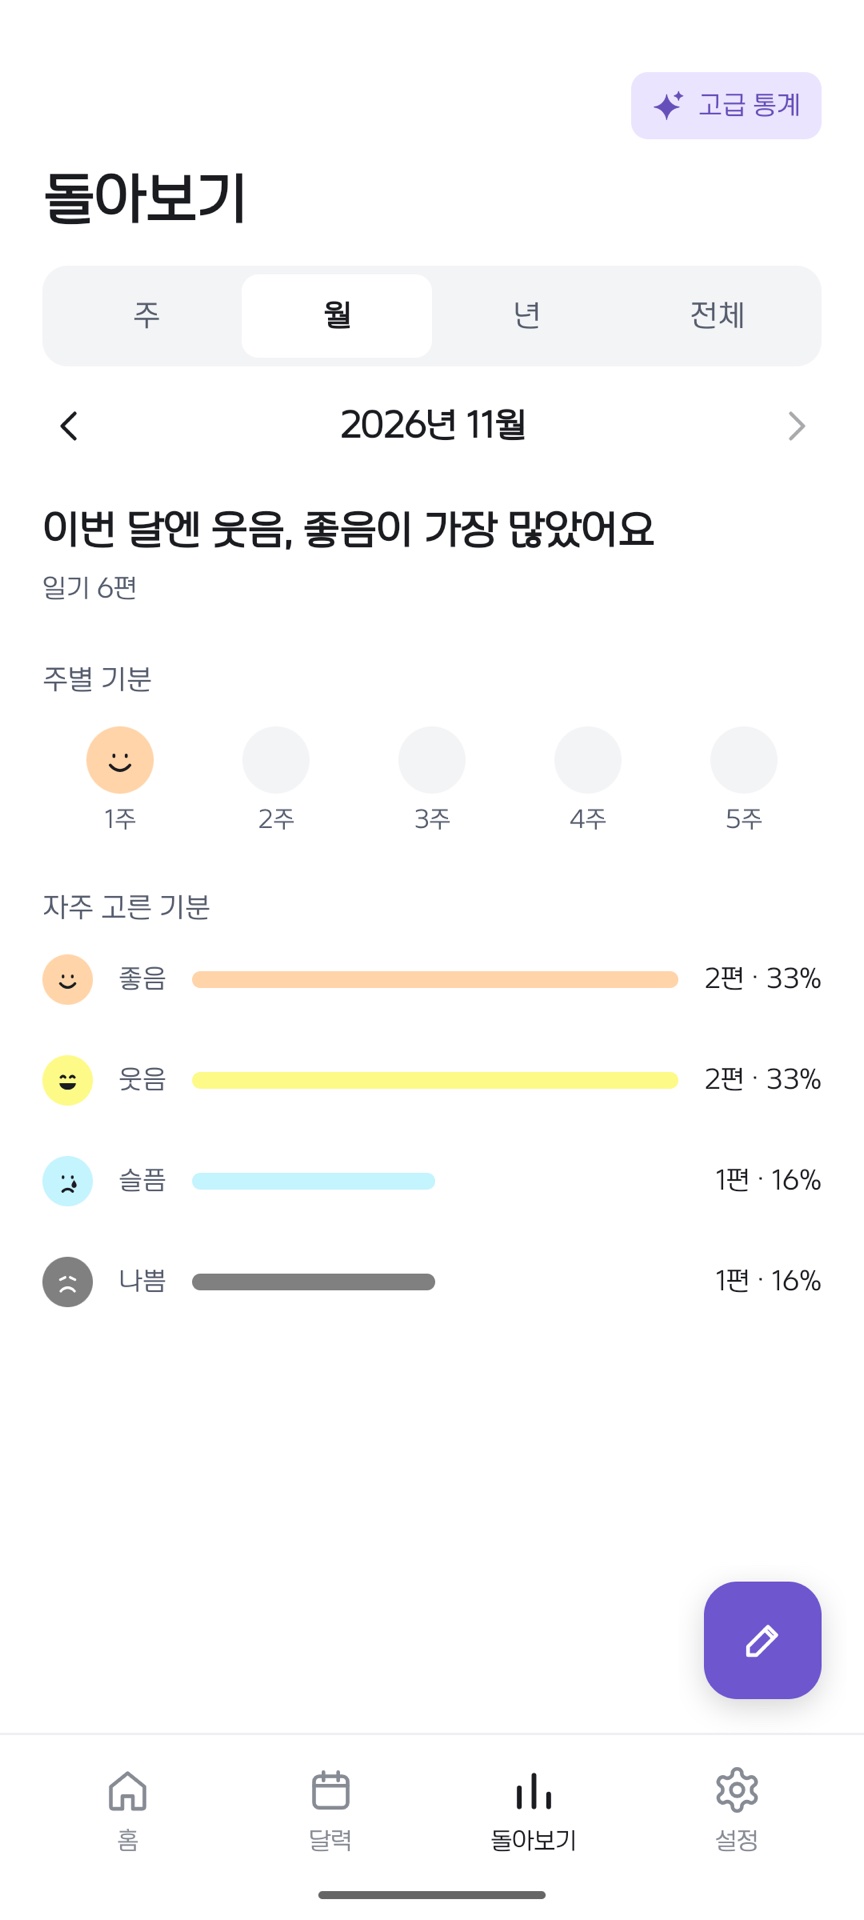 고급 통계
돌아보기
주 월 년 전체
2026년 11월
이번 달엔 웃음, 좋음이 가장 많았어요
일기 6편
주별 기분
1주 2주 3주 4주 5주
자주 고른 기분
좋음 2편 · 33%
웃음 2편 · 33%
슬픔 1편 · 16%
나쁨 1편 · 16%
홈 달력 돌아보기 설정